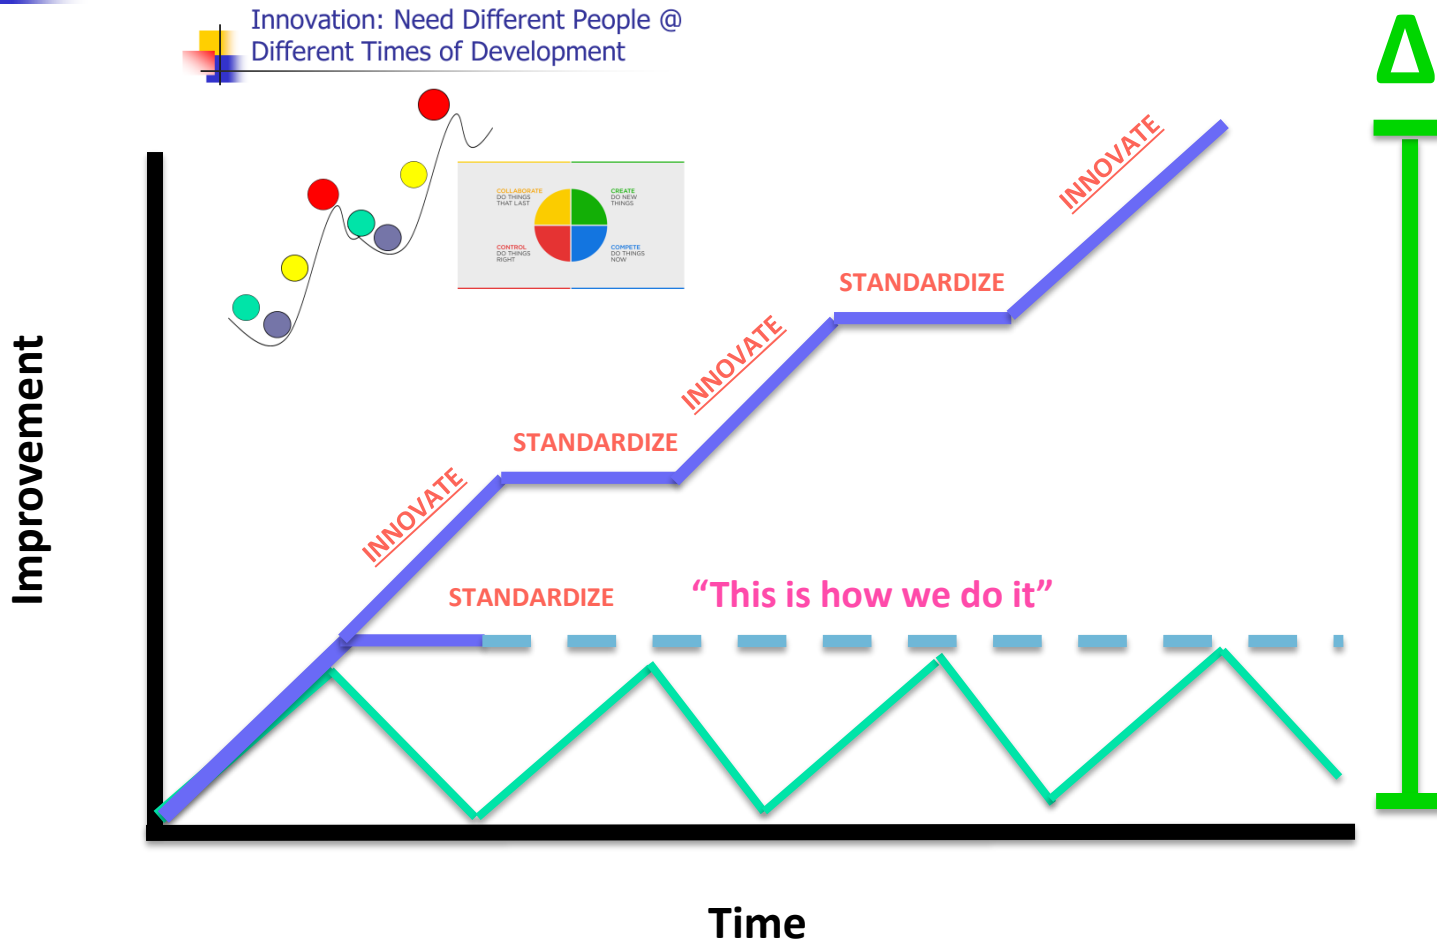 Innovation: Need Different People @
Different Times of Development
Δ
COLLABORATE
DO THINGS
THAT LAST
CREATE
DO NEW
THINGS
CONTROL
DO THINGS
RIGHT
COMPETE
DO THINGS
NOW
INNOVATE
STANDARDIZE
INNOVATE
STANDARDIZE
INNOVATE
STANDARDIZE
“This is how we do it”
Improvement
Time